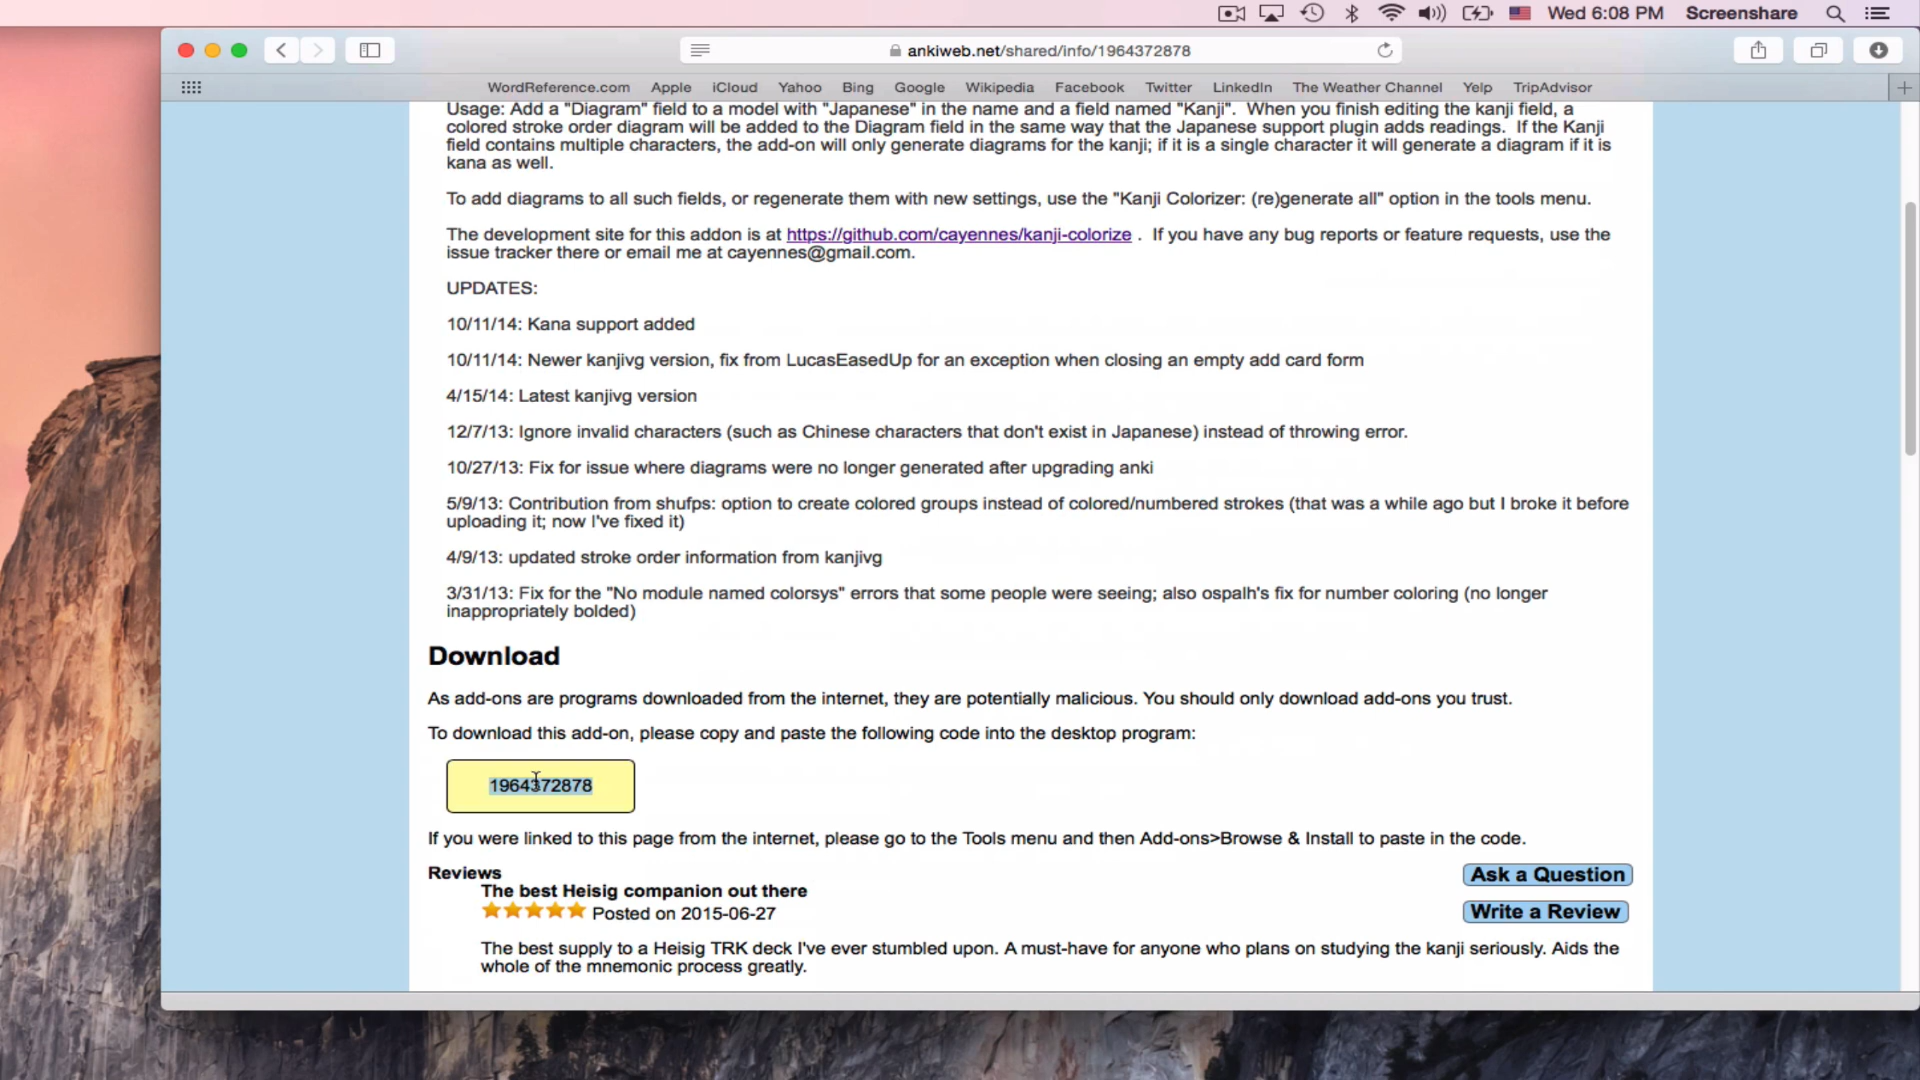 Wed 6:08 PM Screenshare
ankiweb.net/shared/info/1964372878
WordReference.com Apple iCloud Yahoo Bing Google Wikipedia Facebook Twitter LinkedIn The Weather Channel Yelp TripAdvisor
Usage: Add a "Diagram" field to a model with "Japanese" in the name and a field named "Kanji".  When you finish editing the kanji field, a
colored stroke order diagram will be added to the Diagram field in the same way that the Japanese support plugin adds readings.  If the Kanji
field contains multiple characters, the add-on will only generate diagrams for the kanji; if it is a single character it will generate a diagram if it is
kana as well.
To add diagrams to all such fields, or regenerate them with new settings, use the "Kanji Colorizer: (re)generate all" option in the tools menu.
The development site for this addon is at https://github.com/cayennes/kanji-colorize .  If you have any bug reports or feature requests, use the
issue tracker there or email me at cayennes@gmail.com.
UPDATES:
10/11/14: Kana support added
10/11/14: Newer kanjivg version, fix from LucasEasedUp for an exception when closing an empty add card form
4/15/14: Latest kanjivg version
12/7/13: Ignore invalid characters (such as Chinese characters that don't exist in Japanese) instead of throwing error.
10/27/13: Fix for issue where diagrams were no longer generated after upgrading anki
5/9/13: Contribution from shufps: option to create colored groups instead of colored/numbered strokes (that was a while ago but I broke it before
uploading it; now I've fixed it)
4/9/13: updated stroke order information from kanjivg
3/31/13: Fix for the "No module named colorsys" errors that some people were seeing; also ospalh's fix for number coloring (no longer
inappropriately bolded)
Download
As add-ons are programs downloaded from the internet, they are potentially malicious. You should only download add-ons you trust.
To download this add-on, please copy and paste the following code into the desktop program:
1964372878
If you were linked to this page from the internet, please go to the Tools menu and then Add-ons>Browse & Install to paste in the code.
Reviews
Ask a Question
The best Heisig companion out there
Write a Review
Posted on 2015-06-27
The best supply to a Heisig TRK deck I've ever stumbled upon. A must-have for anyone who plans on studying the kanji seriously. Aids the
whole of the mnemonic process greatly.